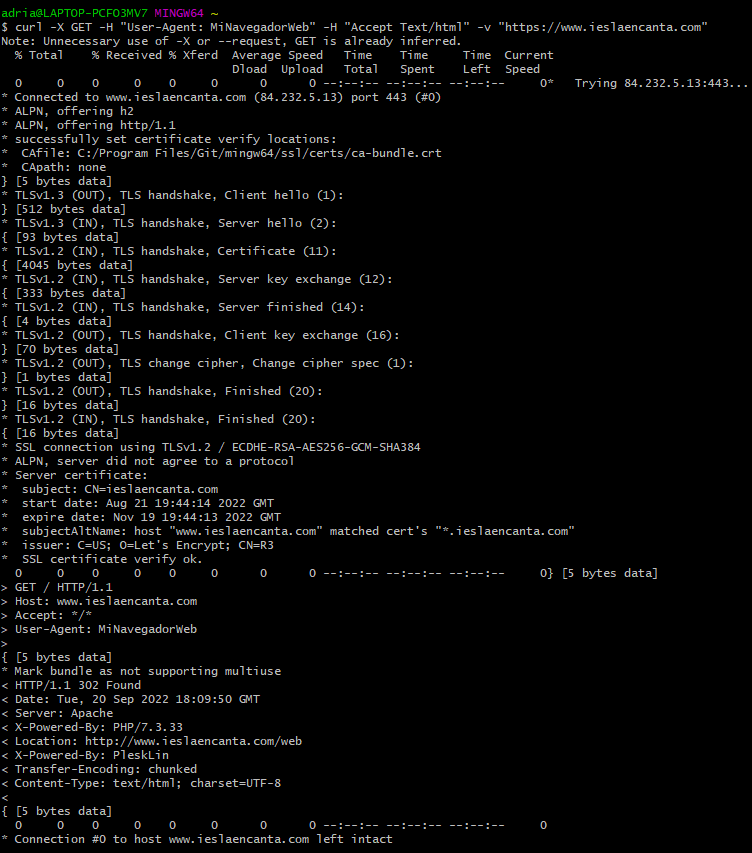 adria@LAPTOP-PCFO3MV7 MINGW64 ~
$ curl -X GET -H "User-Agent: MiNavegadorWeb" -H "Accept Text/html" -v "https://www.ieslaencanta.com"
Note: Unnecessary use of -X or --request, GET is already inferred.
  % Total    % Received % Xferd  Average Speed   Time    Time     Time  Current
                                 Dload  Upload   Total   Spent    Left  Speed
  0     0    0     0    0     0      0      0 --:--:-- --:--:-- --:--:--     0*   Trying 84.232.5.13:443...
* Connected to www.ieslaencanta.com (84.232.5.13) port 443 (#0)
* ALPN, offering h2
* ALPN, offering http/1.1
* successfully set certificate verify locations:
*  CAfile: C:/Program Files/Git/mingw64/ssl/certs/ca-bundle.crt
*  CApath: none
} [5 bytes data]
* TLSv1.3 (OUT), TLS handshake, Client hello (1):
} [512 bytes data]
* TLSv1.3 (IN), TLS handshake, Server hello (2):
{ [93 bytes data]
* TLSv1.2 (IN), TLS handshake, Certificate (11):
{ [4045 bytes data]
* TLSv1.2 (IN), TLS handshake, Server key exchange (12):
{ [333 bytes data]
* TLSv1.2 (IN), TLS handshake, Server finished (14):
{ [4 bytes data]
* TLSv1.2 (OUT), TLS handshake, Client key exchange (16):
} [70 bytes data]
* TLSv1.2 (OUT), TLS change cipher, Change cipher spec (1):
} [1 bytes data]
* TLSv1.2 (OUT), TLS handshake, Finished (20):
} [16 bytes data]
* TLSv1.2 (IN), TLS handshake, Finished (20):
{ [16 bytes data]
* SSL connection using TLSv1.2 / ECDHE-RSA-AES256-GCM-SHA384
* ALPN, server did not agree to a protocol
* Server certificate:
*  subject: CN=ieslaencanta.com
*  start date: Aug 21 19:44:14 2022 GMT
*  expire date: Nov 19 19:44:13 2022 GMT
*  subjectAltName: host "www.ieslaencanta.com" matched cert's "*.ieslaencanta.com"
*  issuer: C=US; O=Let's Encrypt; CN=R3
*  SSL certificate verify ok.
  0     0    0     0    0     0      0      0 --:--:-- --:--:-- --:--:--     0} [5 bytes data]
> GET / HTTP/1.1
> Host: www.ieslaencanta.com
> Accept: */*
> User-Agent: MiNavegadorWeb
>
{ [5 bytes data]
* Mark bundle as not supporting multiuse
< HTTP/1.1 302 Found
< Date: Tue, 20 Sep 2022 18:09:50 GMT
< Server: Apache
< X-Powered-By: PHP/7.3.33
< Location: http://www.ieslaencanta.com/web
< X-Powered-By: PleskLin
< Transfer-Encoding: chunked
< Content-Type: text/html; charset=UTF-8
<
{ [5 bytes data]
  0     0    0     0    0     0      0      0 --:--:-- --:--:-- --:--:--     0
* Connection #0 to host www.ieslaencanta.com left intact